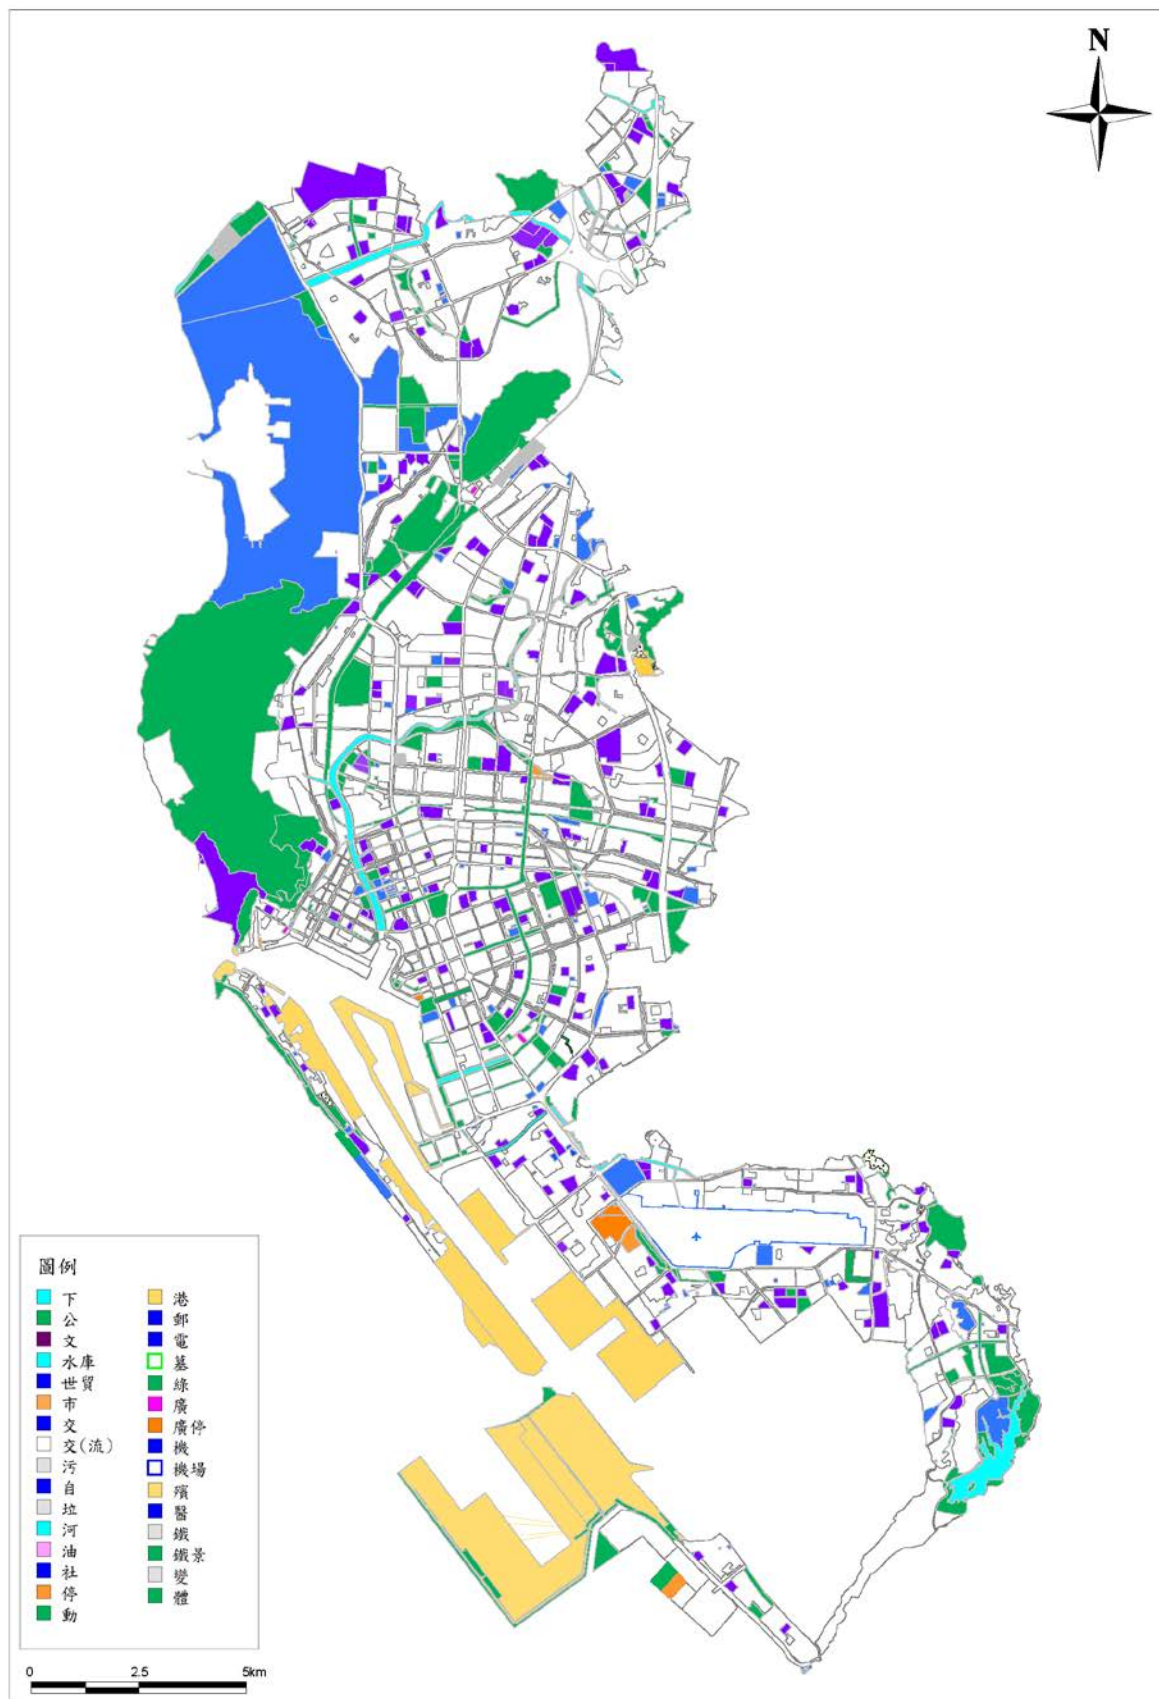 N
圖例
下
公
文
水庫
世貿
市
交
交(流)
污
自
垃
河
油
社
停
動
港
郵
電
墓
綠
廣
廣停
機
機場
殯
醫
鐵
鐵景
變
體
0 2.5 5km